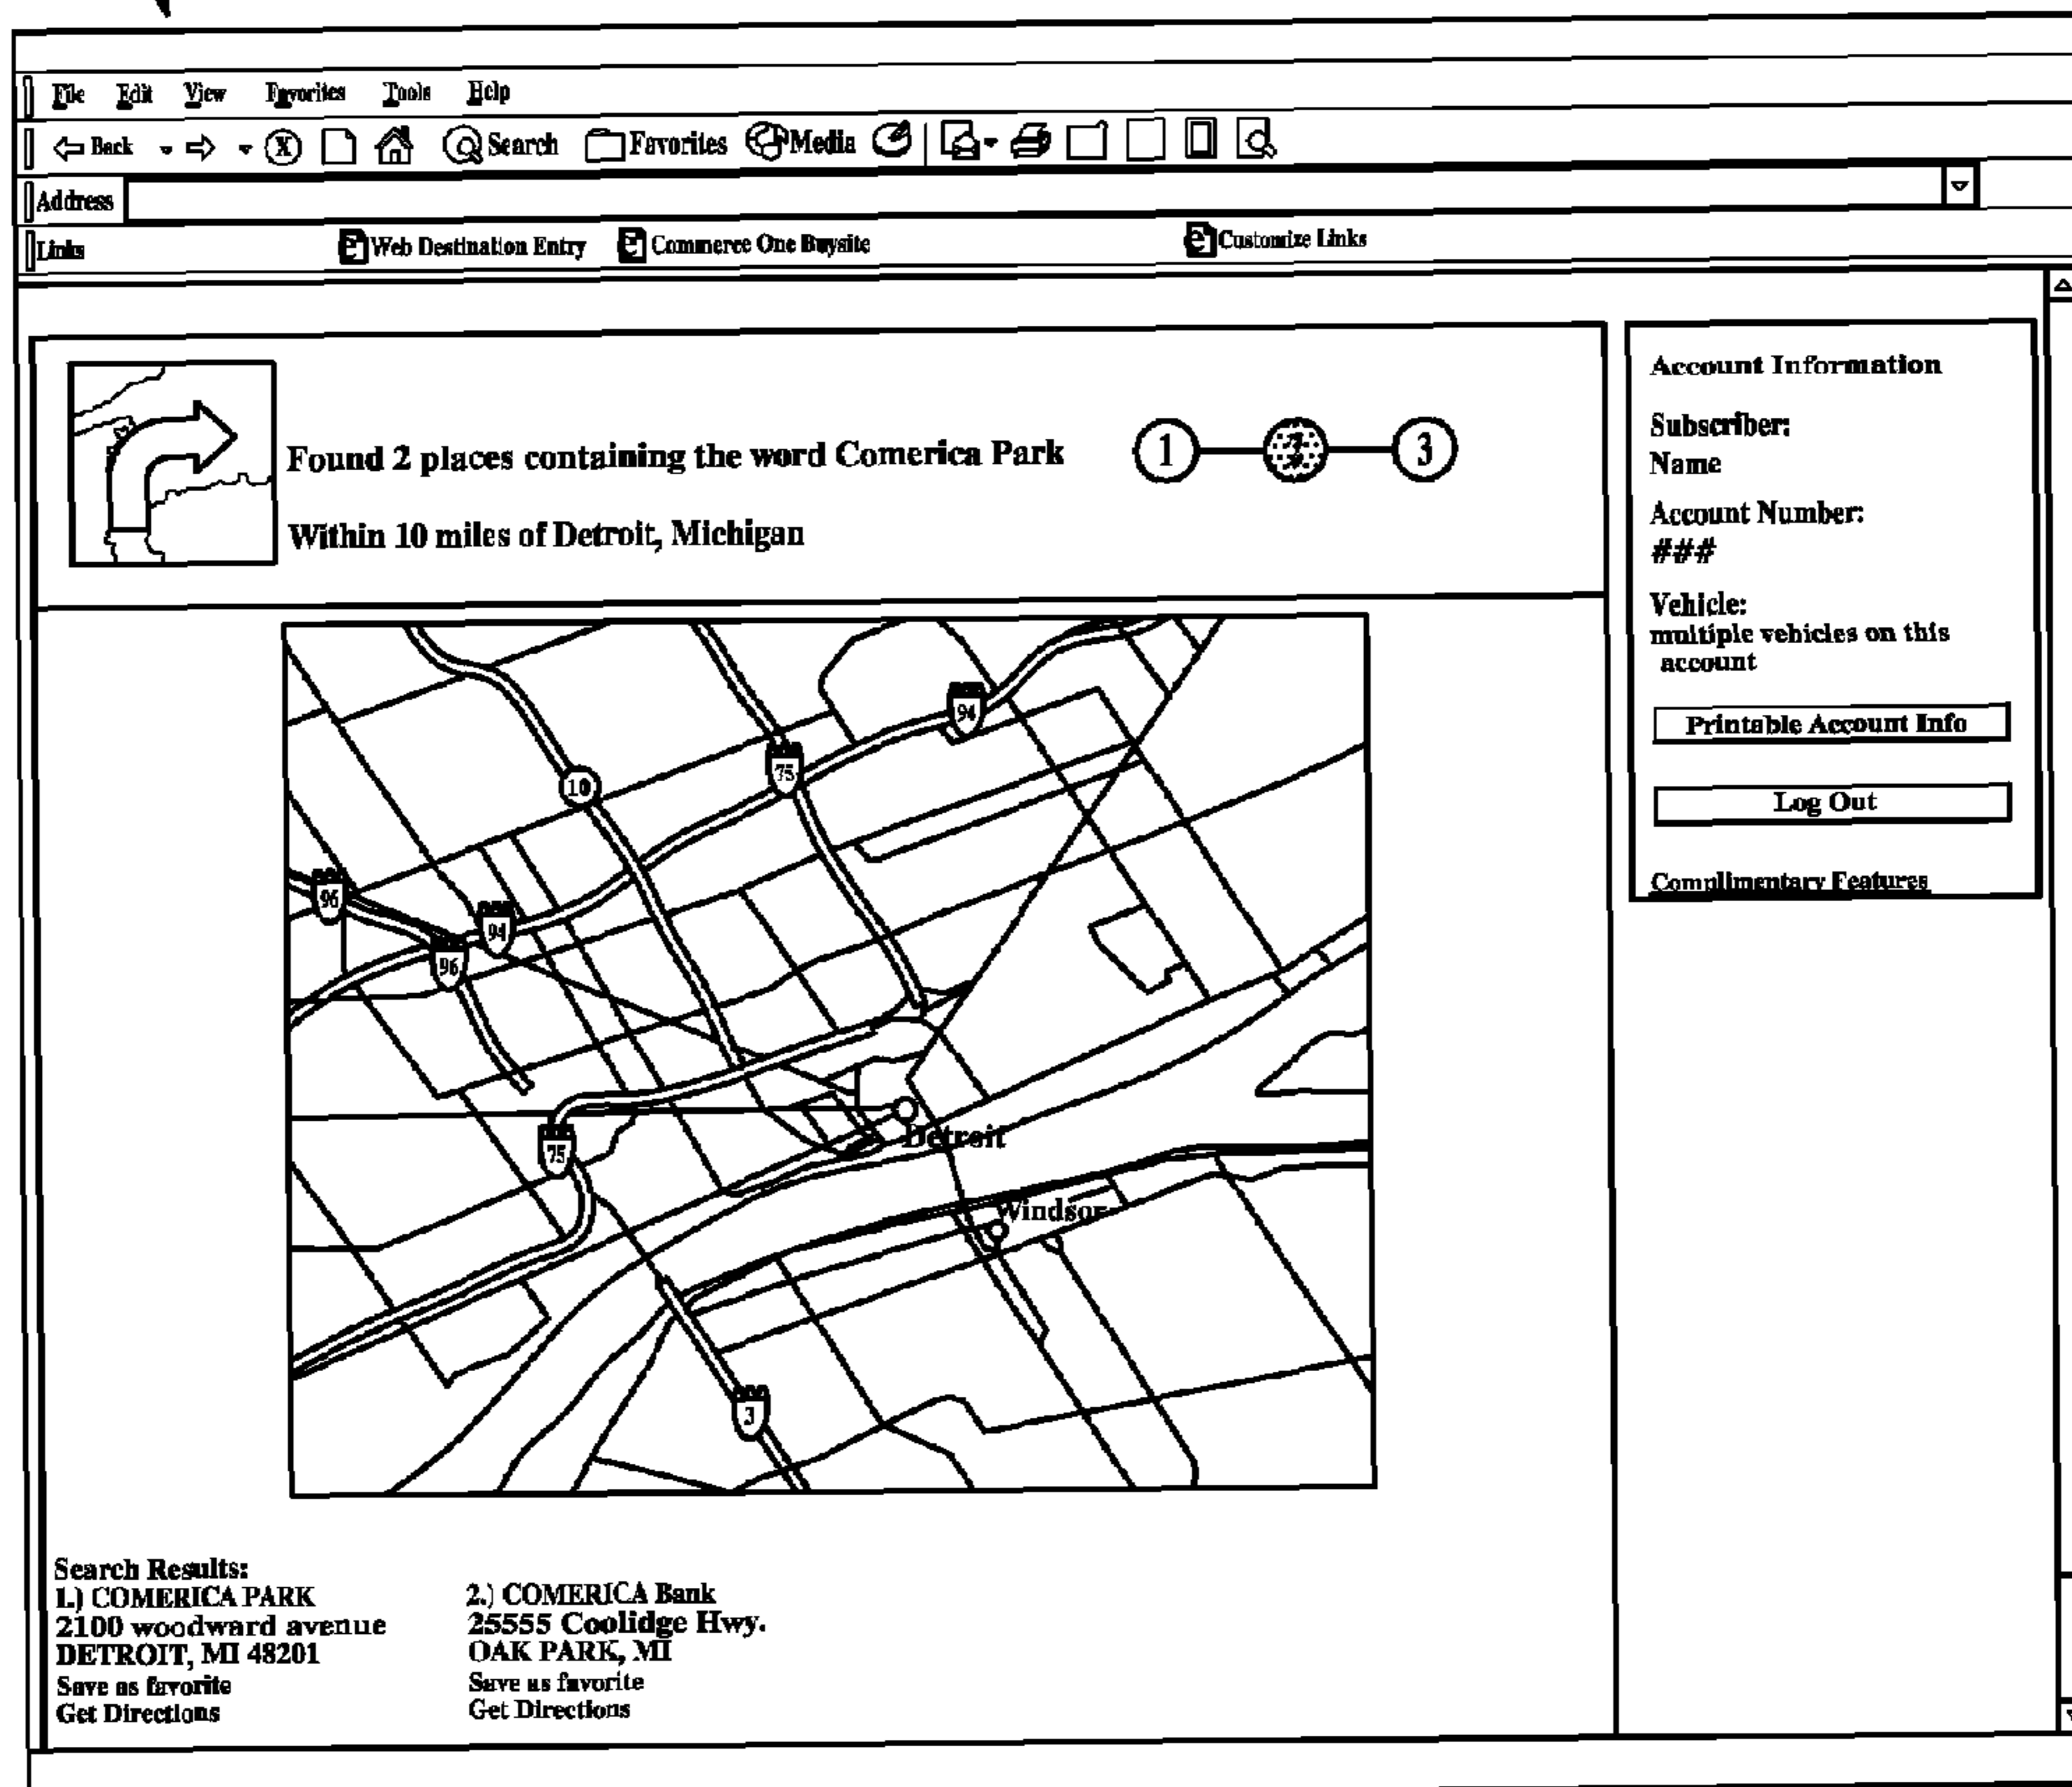 File Edit View Favorites Tools Help
Back Search Favorites Media
Address
Links Web Destination Entry Commerce One Buysite Customize Links
Found 2 places containing the word Comerica Park
1 2 3
Within 10 miles of Detroit, Michigan
Account Information
Subscriber:
Name
Account Number:
###
Vehicle:
multiple vehicles on this
account
Printable Account Info
Log Out
Complimentary Features
94
75
10
96
94
96
75
Detroit
Windsor
3
Search Results:
1.) COMERICA PARK
2100 woodward avenue
DETROIT, MI 48201
Save as favorite
Get Directions
2.) COMERICA Bank
25555 Coolidge Hwy.
OAK PARK, MI
Save as favorite
Get Directions